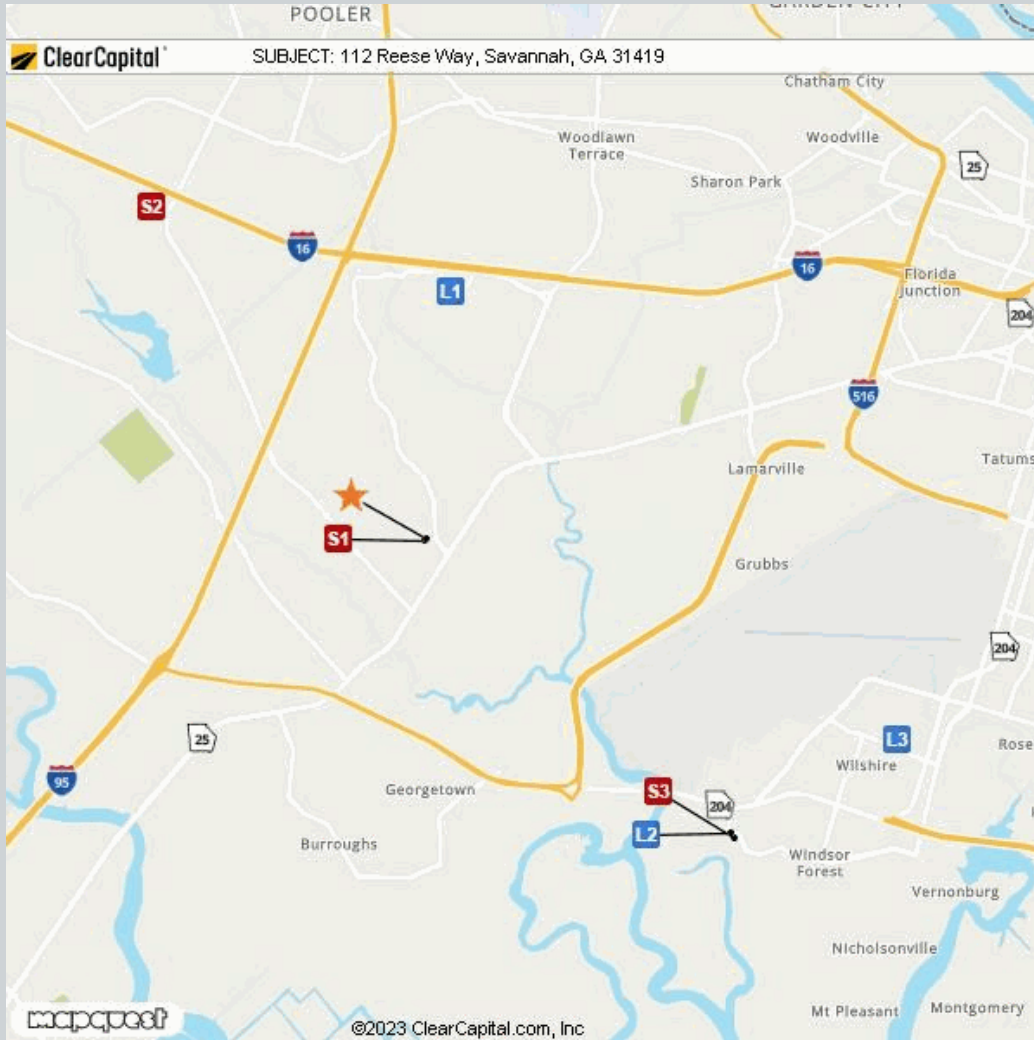 POOLER
ClearCapital
SUBJECT: 112 Reese Way, Savannah, GA 31419
Chatham City
Woodlawn
Terrace
Woodville
25
Sharon Park
S2
16
16
L1
Florida
Junction
204
516
Lamarville
Tatums
S1
Grubbs
204
25
L3
Wilshire
Rose
95
Georgetown
S3
204
L2
Burroughs
Windsor
Forest
Vernonburg
Nicholsonville
Mt Pleasant
Montgomery
mapquest
©2023 ClearCapital.com, Inc